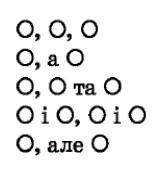 О, О, О
О, а О
О, О та О
О і О, О і О
О, але О